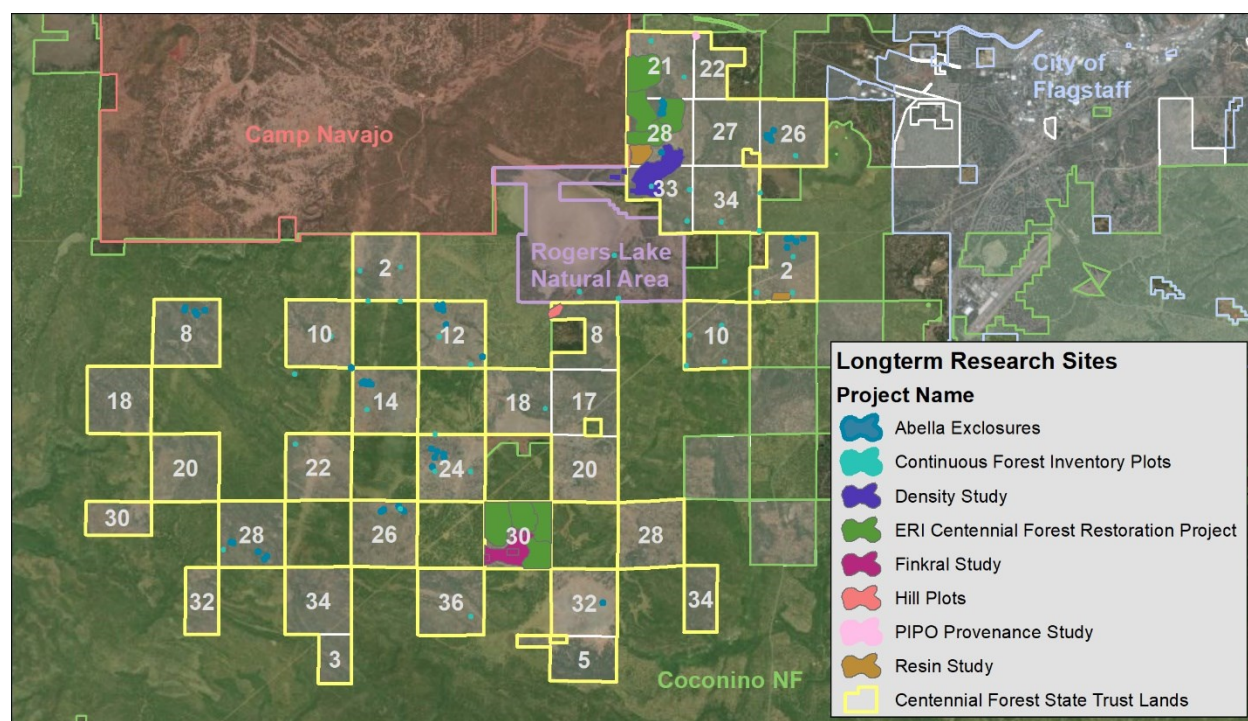 21 22
City of
Flagstaff
Camp Navajo
28 27 26
33 34
2
Rogers Lake
Natural Area
2
8 10 12 8 10
18 14 18 17
20 22 24 20
30 28 26 30 28
32 34 36 32 34
3 5
Coconino NF
Longterm Research Sites
Project Name
Abella Exclosures
Continuous Forest Inventory Plots
Density Study
ERI Centennial Forest Restoration Project
Finkral Study
Hill Plots
PIPO Provenance Study
Resin Study
Centennial Forest State Trust Lands